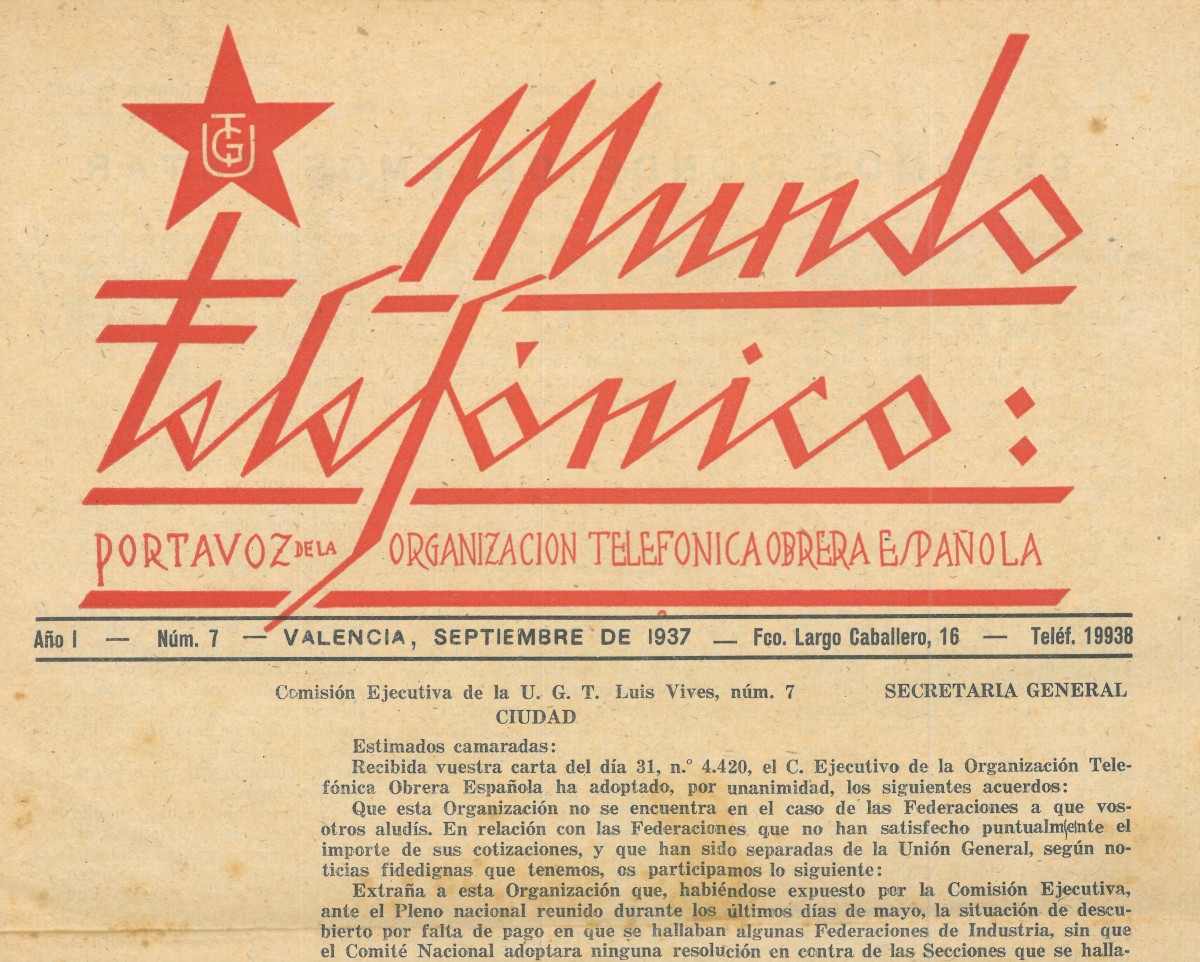 UGT
Mundo
Telefónico:
PORTAVOZ DE LA ORGANIZACION TELEFONICA OBRERA ESPAÑOLA
Año I — Núm. 7 — VALENCIA, SEPTIEMBRE DE 1937 — Fco. Largo Caballero, 16 — Teléf. 19938
Comisión Ejecutiva de la U. G. T. Luis Vives, núm. 7 SECRETARIA GENERAL
CIUDAD
Estimados camaradas:
Recibida vuestra carta del día 31, n.º 4.420, el C. Ejecutivo de la Organización Tele-
fónica Obrera Española ha adoptado, por unanimidad, los siguientes acuerdos:
Que esta Organización no se encuentra en el caso de las Federaciones a que vos-
otros aludís. En relación con las Federaciones que no han satisfecho puntualmente el
importe de sus cotizaciones, y que han sido separadas de la Unión General, según no-
ticias fidedignas que tenemos, os participamos lo siguiente:
Extraña a esta Organización que, habiéndose expuesto por la Comisión Ejecutiva,
ante el Pleno nacional reunido durante los últimos días de mayo, la situación de descu-
bierto por falta de pago en que se hallaban algunas Federaciones de Industria, sin que
el Comité Nacional adoptara ninguna resolución en contra de las Secciones que se halla-